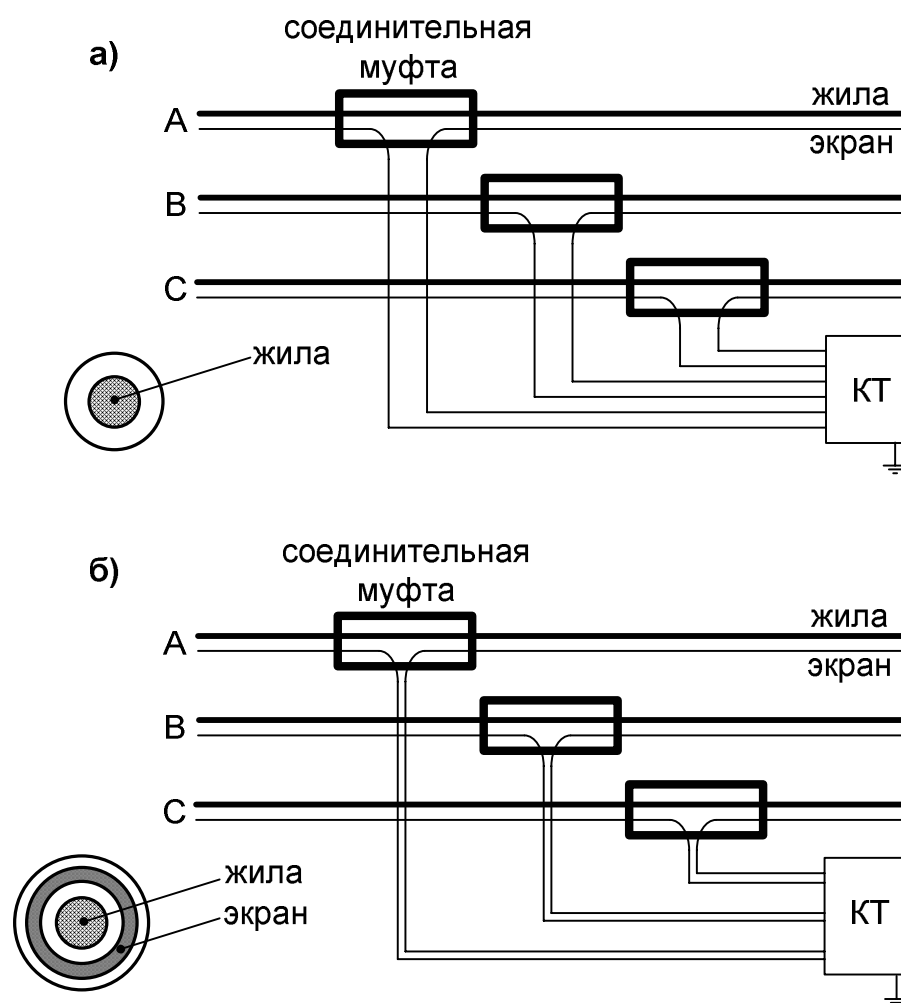 а)
соединительная
муфта
жила
A
экран
B
C
жила
КТ
б)
соединительная
муфта
жила
A
экран
B
C
жила
экран
КТ